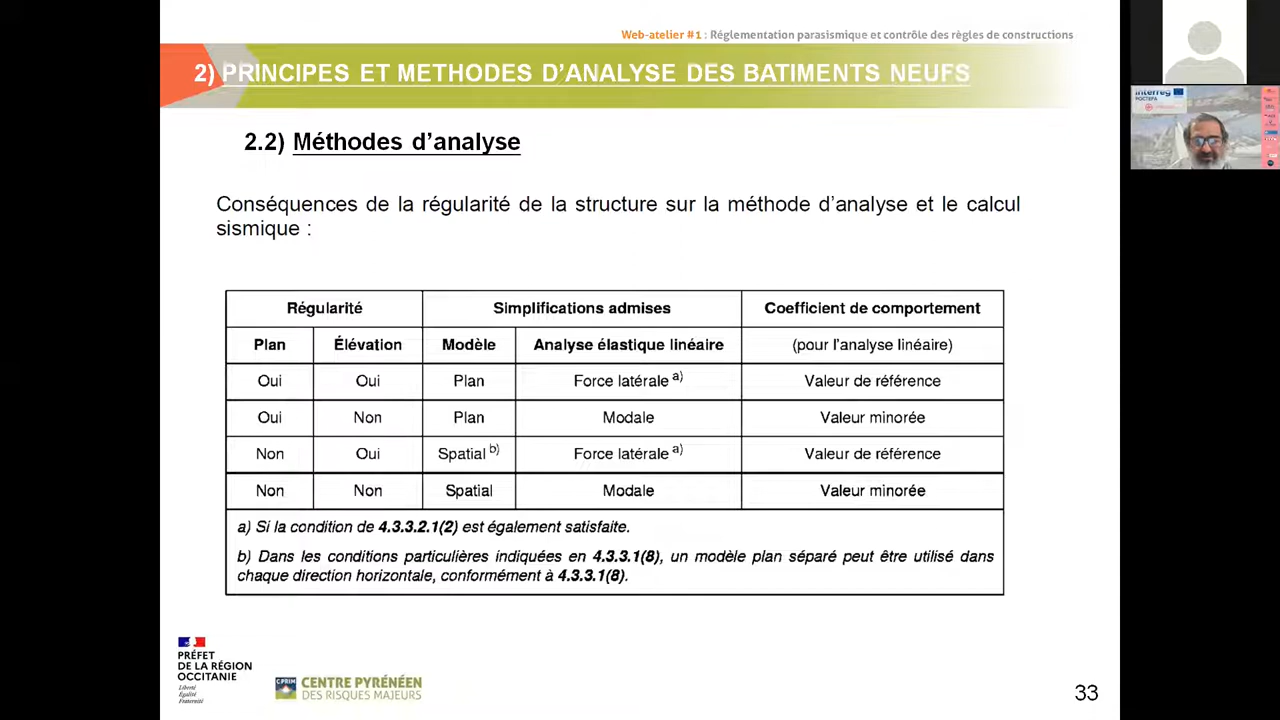 Web-atelier #1 : Réglementation parasismique et contrôle des règles de constructions
2) PRINCIPES ET METHODES D’ANALYSE DES BATIMENTS NEUFS
2.2) Méthodes d’analyse
Conséquences de la régularité de la structure sur la méthode d’analyse et le calcul
sismique :
Régularité Simplifications admises Coefficient de comportement
Plan Élévation Modèle Analyse élastique linéaire (pour l’analyse linéaire)
Oui Oui Plan Force latérale a) Valeur de référence
Oui Non Plan Modale Valeur minorée
Non Oui Spatial b) Force latérale a) Valeur de référence
Non Non Spatial Modale Valeur minorée
a) Si la condition de 4.3.3.2.1(2) est également satisfaite.
b) Dans les conditions particulières indiquées en 4.3.3.1(8), un modèle plan séparé peut être utilisé dans
chaque direction horizontale, conformément à 4.3.3.1(8).
PRÉFET
DE LA RÉGION
OCCITANIE
Liberté
Égalité
Fraternité
CPRIM
CENTRE PYRÉNÉEN
DES RISQUES MAJEURS
33
Interreg
POCTEFA